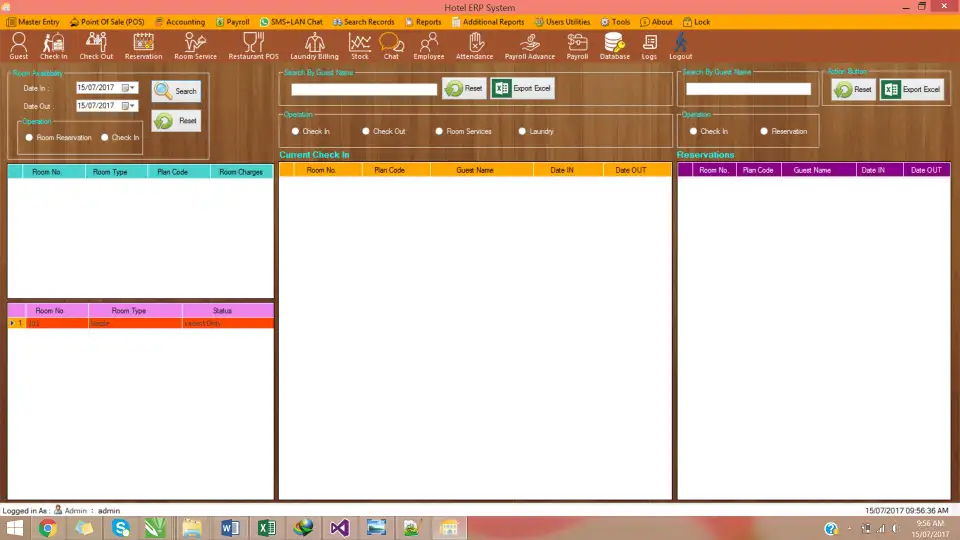 Hotel ERP System
Master Entry Point Of Sale (POS) Accounting Payroll SMS+LAN Chat Search Records Reports Additional Reports Users Utilities Tools About Lock
Guest Check In Check Out Reservation Room Service Restaurant POS Laundry Billing Stock Chat Employee Attendance Payroll Advance Payroll Database Logs Logout
Room Availability
Date In : 15/07/2017 Search
Date Out : 15/07/2017 Reset
Operation
Room Reservation Check In
Search By Guest Name
Reset Export Excel
Operation
Check In Check Out Room Services Laundry
Search By Guest Name
Operation
Check In Reservation
Action Button
Reset Export Excel
Room No. Room Type Plan Code Room Charges
Room No Room Type Status
1
Current Check In
Room No. Plan Code Guest Name Date IN Date OUT
Reservations
Room No. Plan Code Guest Name Date IN Date OUT
Logged in As : Admin : admin 15/07/2017 09:56:36 AM
9:56 AM
15/07/2017